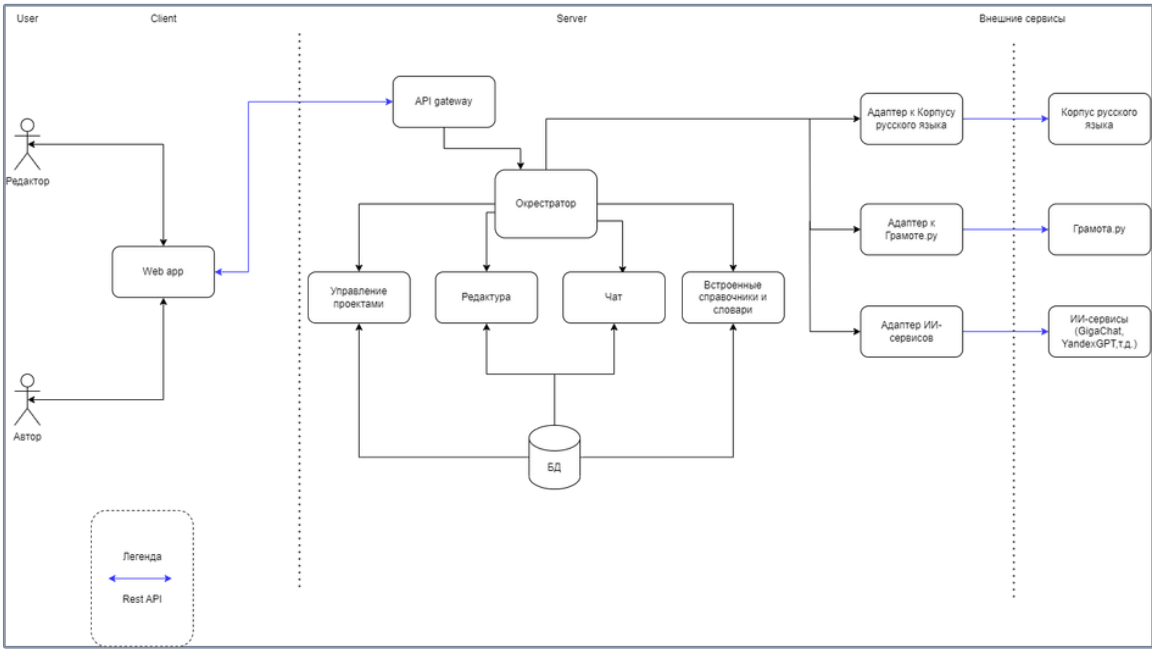 User
Client
Server
Внешние сервисы
API gateway
Адаптер к Корпусу
русского языка
Корпус русского
языка
Редактор
Окрестратор
Адаптер к
Грамоте.ру
Грамота.ру
Web app
Управление
проектами
Редактура
Чат
Встроенные
справочники и
словари
Адаптер ИИ-
сервисов
ИИ-сервисы
(GigaChat,
YandexGPT,т.д.)
Автор
БД
Легенда
Rest API